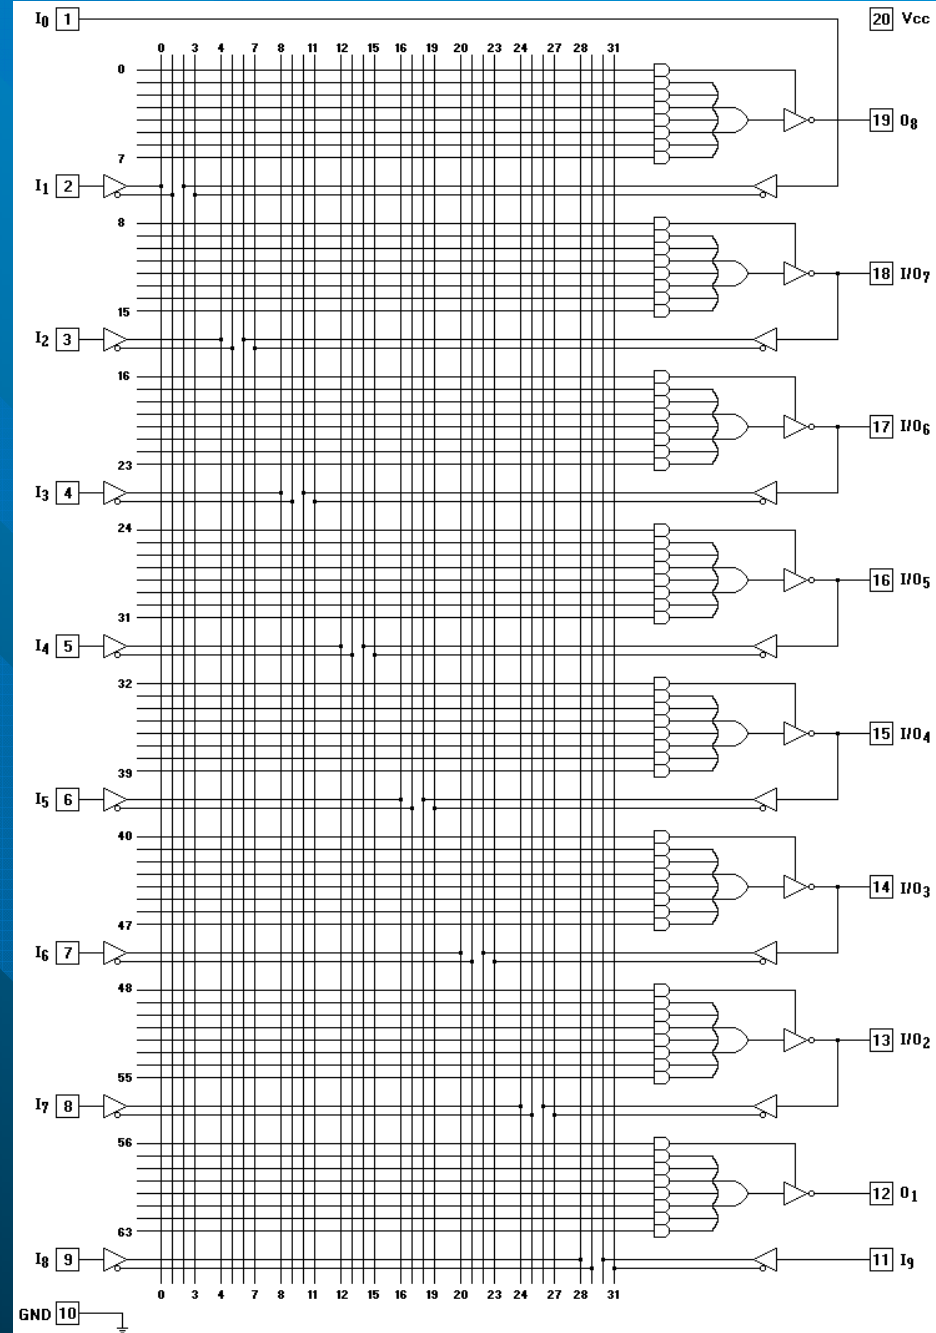 I0 1 20 Vcc
0 3 4 7 8 11 12 15 16 19 20 23 24 27 28 31
0
19 O8
7
I1 2
8
18 I/O7
15
I2 3
16
17 I/O6
23
I3 4
24
16 I/O5
31
I4 5
32
15 I/O4
39
I5 6
40
14 I/O3
47
I6 7
48
13 I/O2
55
I7 8
56
12 O1
63
I8 9 11 I9
0 3 4 7 8 11 12 15 16 19 20 23 24 27 28 31
GND 10